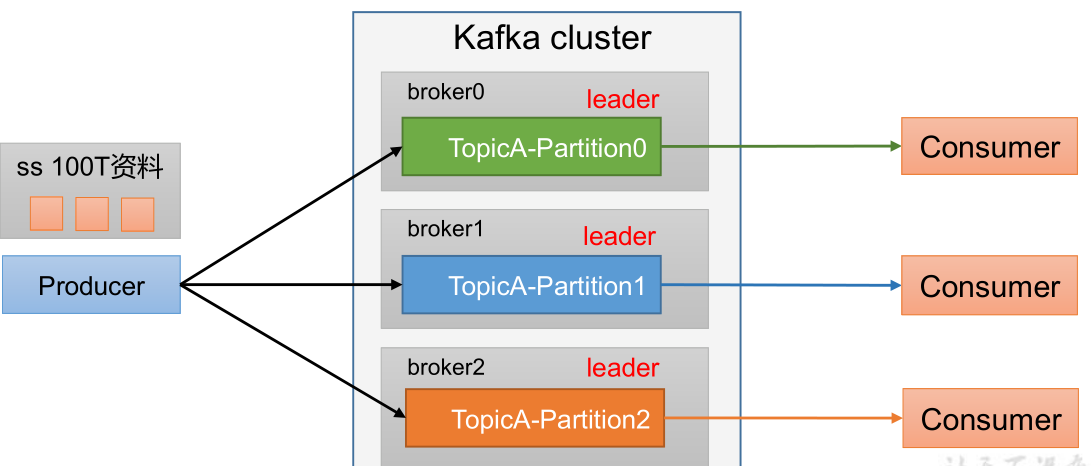 Kafka cluster
broker0
leader
TopicA-Partition0
Consumer
ss 100T资料
broker1
leader
Producer
TopicA-Partition1
Consumer
broker2
leader
TopicA-Partition2
Consumer